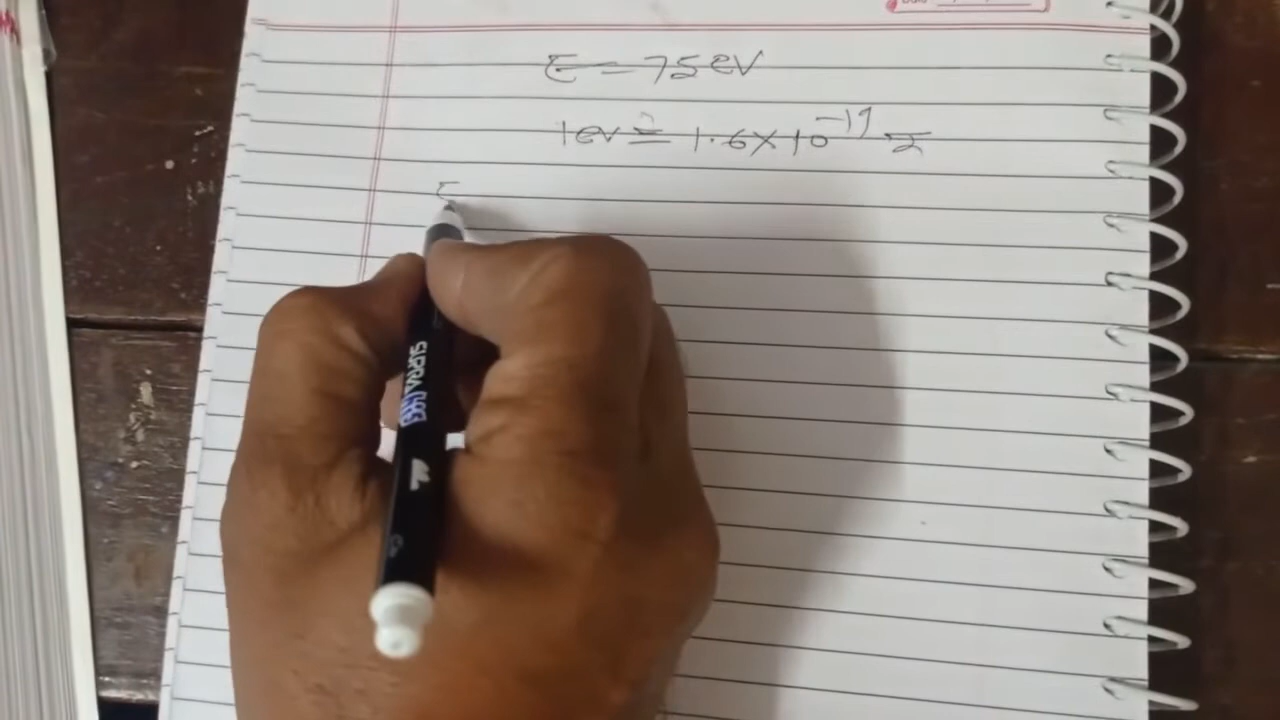 E = 75 eV
1 eV = 1.6 × 10⁻¹⁹ J
E